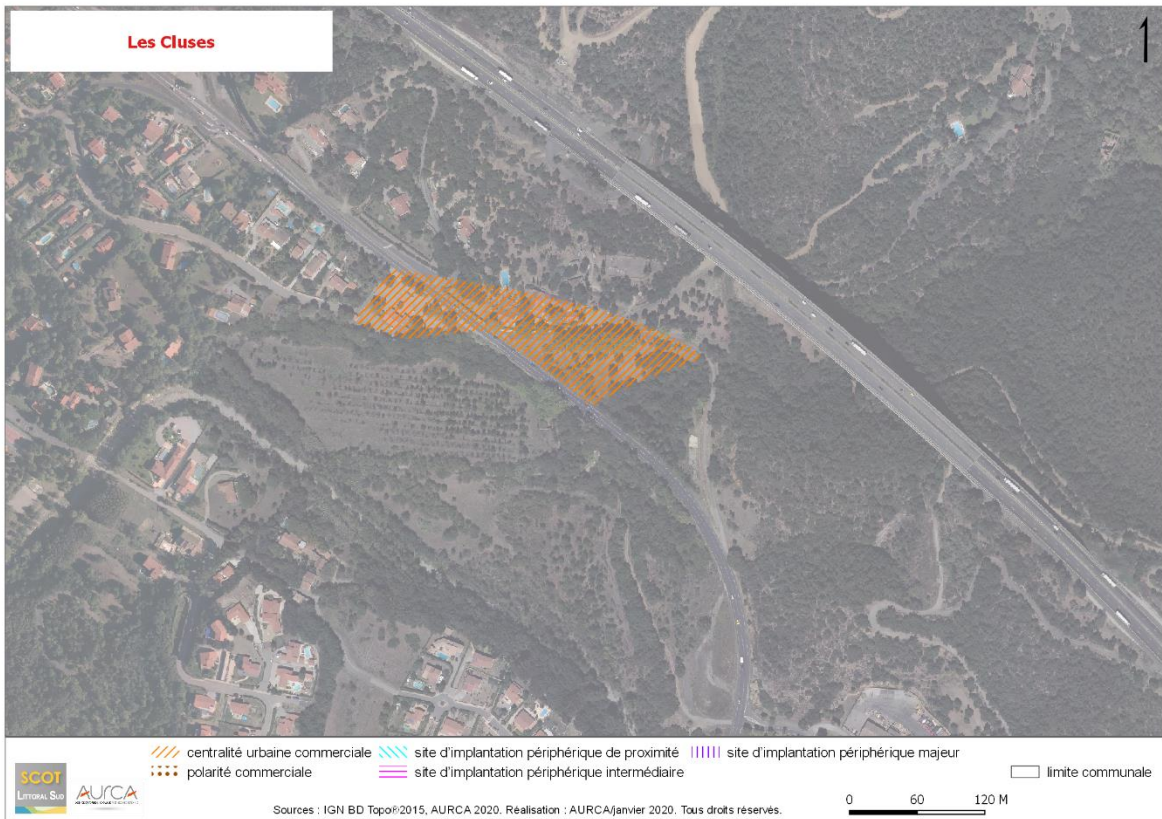 Les Cluses
centralité urbaine commerciale site d'implantation périphérique de proximité site d'implantation périphérique majeur
polarité commerciale site d'implantation périphérique intermédiaire limite communale
SCOT
LITTORAL SUD
AURCA
Sources : IGN BD Topo®2015, AURCA 2020. Réalisation : AURCA/janvier 2020. Tous droits réservés.
0 60 120 M